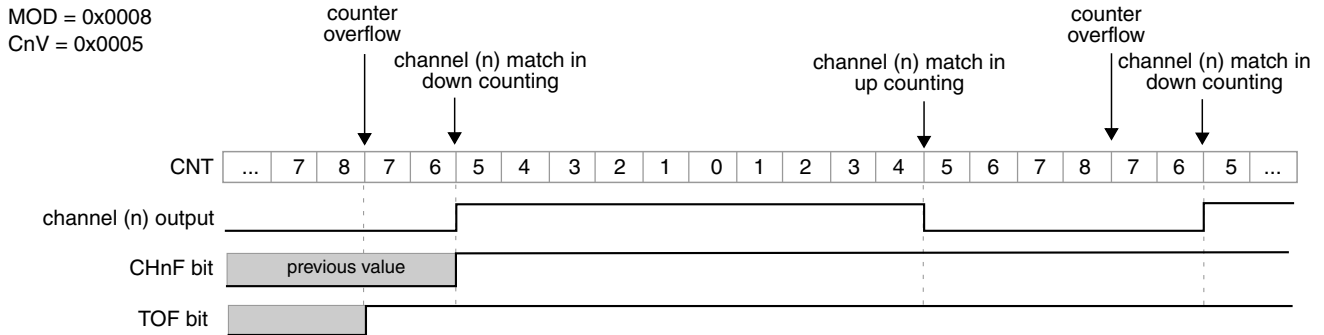 MOD = 0x0008
CnV = 0x0005
counter
overflow
channel (n) match in
down counting
channel (n) match in
up counting
counter
overflow
channel (n) match in
down counting
CNT ... 7 8 7 6 5 4 3 2 1 0 1 2 3 4 5 6 7 8 7 6 5 ...
channel (n) output
CHnF bit previous value
TOF bit